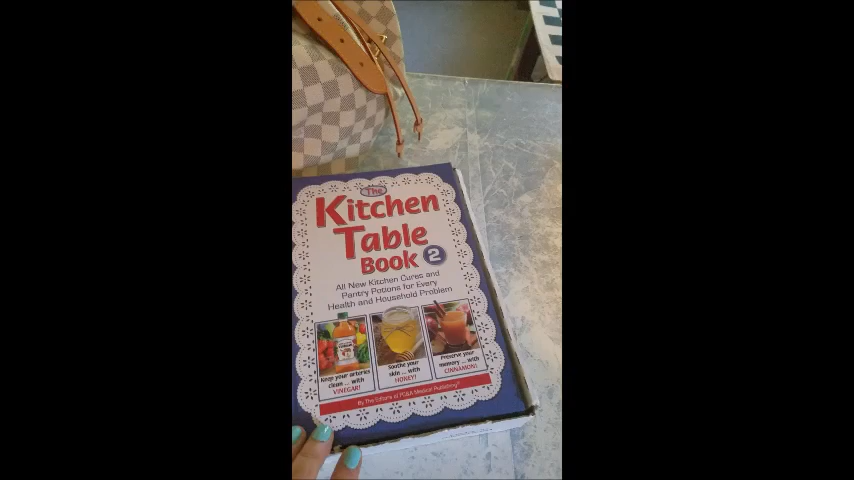 The
Kitchen
Table
Book 2
All New Kitchen Cures and
Pantry Potions for Every
Health and Household Problem
Keep your arteries
clean ... with
VINEGAR!
Soothe your
skin ... with
HONEY!
Preserve your
memory ... with
CINNAMON!
By The Editors of FC&A Medical Publishing®